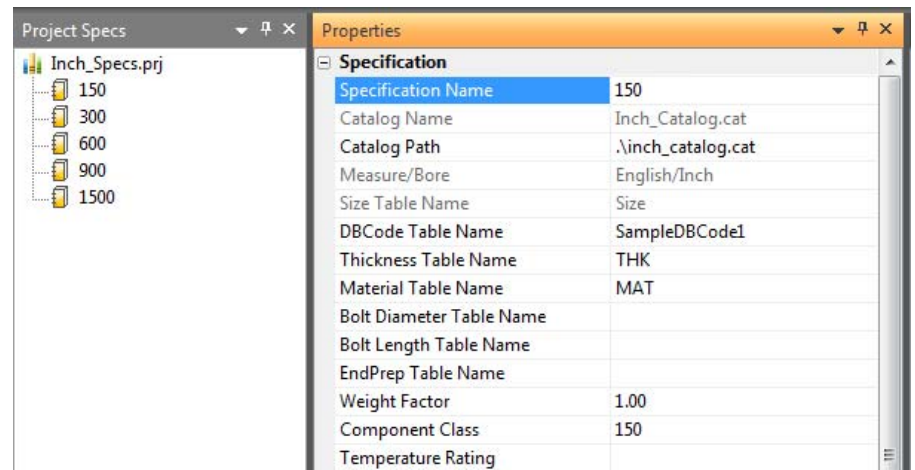 Project Specs
Inch_Specs.prj
150
300
600
900
1500
Properties
Specification
Specification Name 150
Catalog Name Inch_Catalog.cat
Catalog Path .\inch_catalog.cat
Measure/Bore English/Inch
Size Table Name Size
DBCode Table Name SampleDBCode1
Thickness Table Name THK
Material Table Name MAT
Bolt Diameter Table Name
Bolt Length Table Name
EndPrep Table Name
Weight Factor 1.00
Component Class 150
Temperature Rating